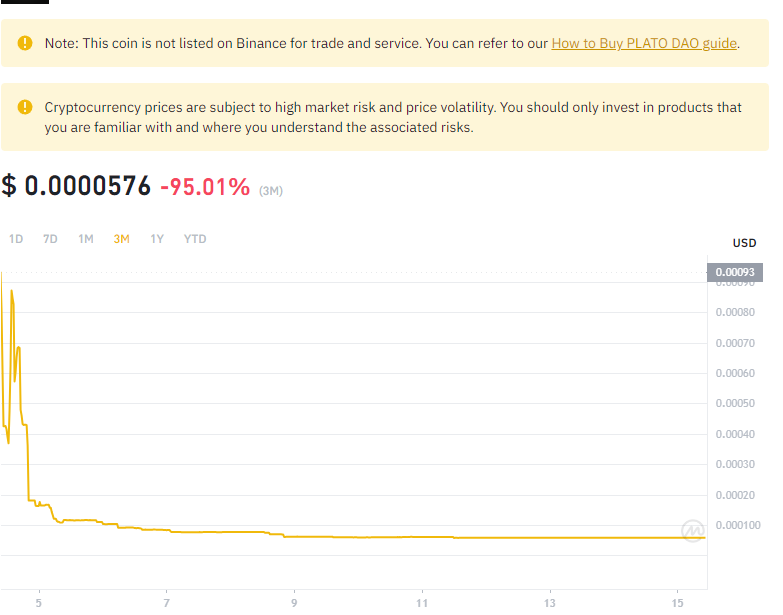 Note: This coin is not listed on Binance for trade and service. You can refer to our How to Buy PLATO DAO guide.
Cryptocurrency prices are subject to high market risk and price volatility. You should only invest in products that
you are familiar with and where you understand the associated risks.
$ 0.0000576 -95.01% (3M)
1D 7D 1M 3M 1Y YTD
USD
0.00093
0.00090
0.00080
0.00070
0.00060
0.00050
0.00040
0.00030
0.00020
0.000100
5 7 9 11 13 15